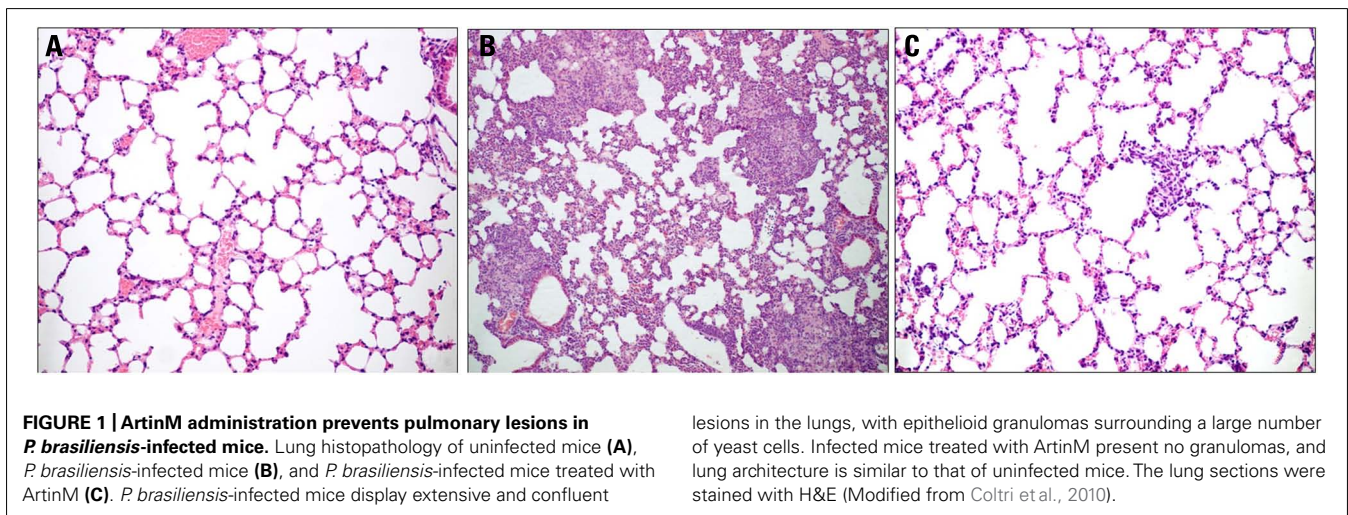 A
B
C
FIGURE 1 | ArtinM administration prevents pulmonary lesions in
P. brasiliensis-infected mice. Lung histopathology of uninfected mice (A),
P. brasiliensis-infected mice (B), and P. brasiliensis-infected mice treated with
ArtinM (C). P. brasiliensis-infected mice display extensive and confluent
lesions in the lungs, with epithelioid granulomas surrounding a large number
of yeast cells. Infected mice treated with ArtinM present no granulomas, and
lung architecture is similar to that of uninfected mice. The lung sections were
stained with H&E (Modified from Coltri et al., 2010).